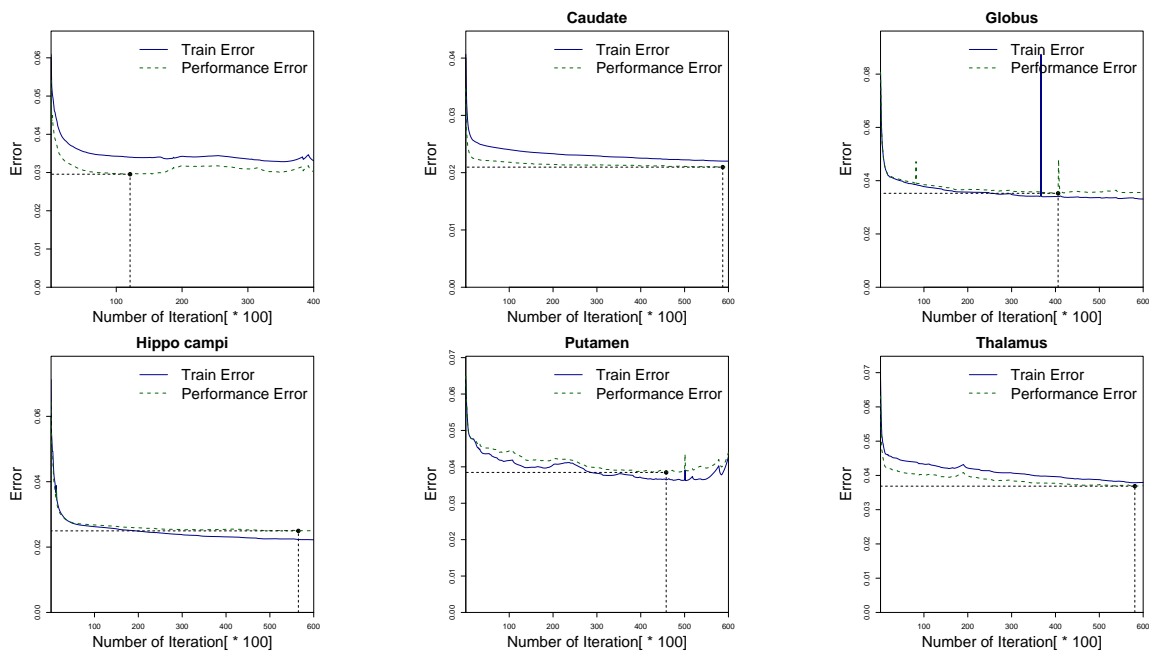 Caudate
Globus
Train Error
Performance Error
Error
0.00 0.01 0.02 0.03 0.04 0.05 0.06
100 200 300 400
Number of Iteration[ * 100]
Train Error
Performance Error
Error
0.00 0.01 0.02 0.03 0.04
100 200 300 400 500 600
Number of Iteration[ * 100]
Train Error
Performance Error
Error
0.00 0.02 0.04 0.06 0.08
100 200 300 400 500 600
Number of Iteration[ * 100]
Hippo campi
Train Error
Performance Error
Error
0.00 0.02 0.04 0.06
100 200 300 400 500 600
Number of Iteration[ * 100]
Putamen
Train Error
Performance Error
Error
0.00 0.01 0.02 0.03 0.04 0.05 0.06 0.07
100 200 300 400 500 600
Number of Iteration[ * 100]
Thalamus
Train Error
Performance Error
Error
0.00 0.01 0.02 0.03 0.04 0.05 0.06 0.07
100 200 300 400 500 600
Number of Iteration[ * 100]